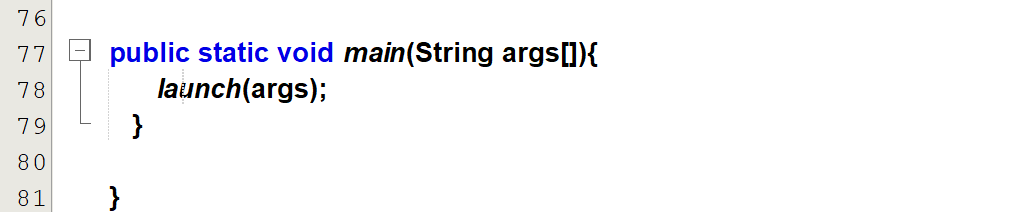 76
77 public static void main(String args[]){
78 launch(args);
79 }
80
81 }